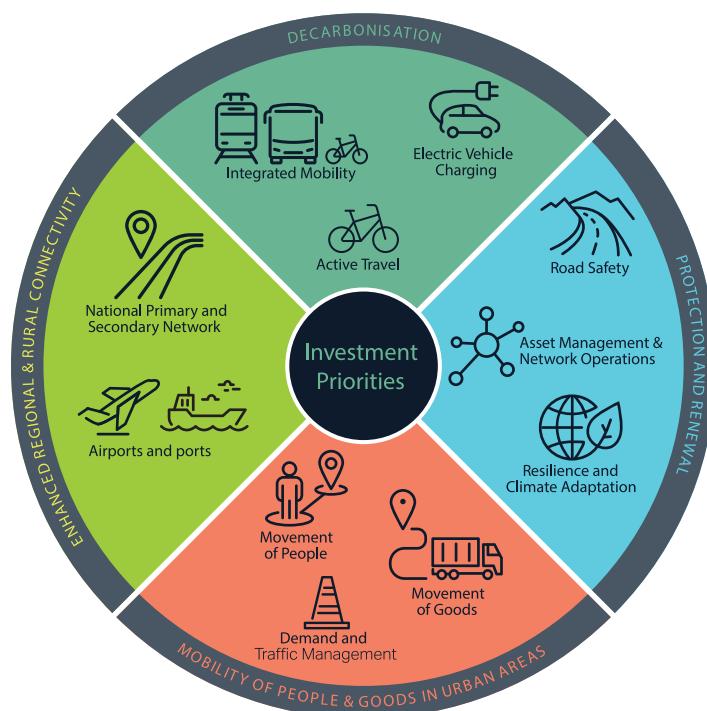 DECARBONISATION
Integrated Mobility
Electric Vehicle
Charging
Active Travel
PROTECTION AND RENEWAL
Road Safety
Asset Management &
Network Operations
Resilience and
Climate Adaptation
Investment
Priorities
ENHANCED REGIONAL & RURAL CONNECTIVITY
National Primary and
Secondary Network
Airports and ports
Movement
of People
Movement
of Goods
Demand and
Traffic Management
MOBILITY OF PEOPLE & GOODS IN URBAN AREAS